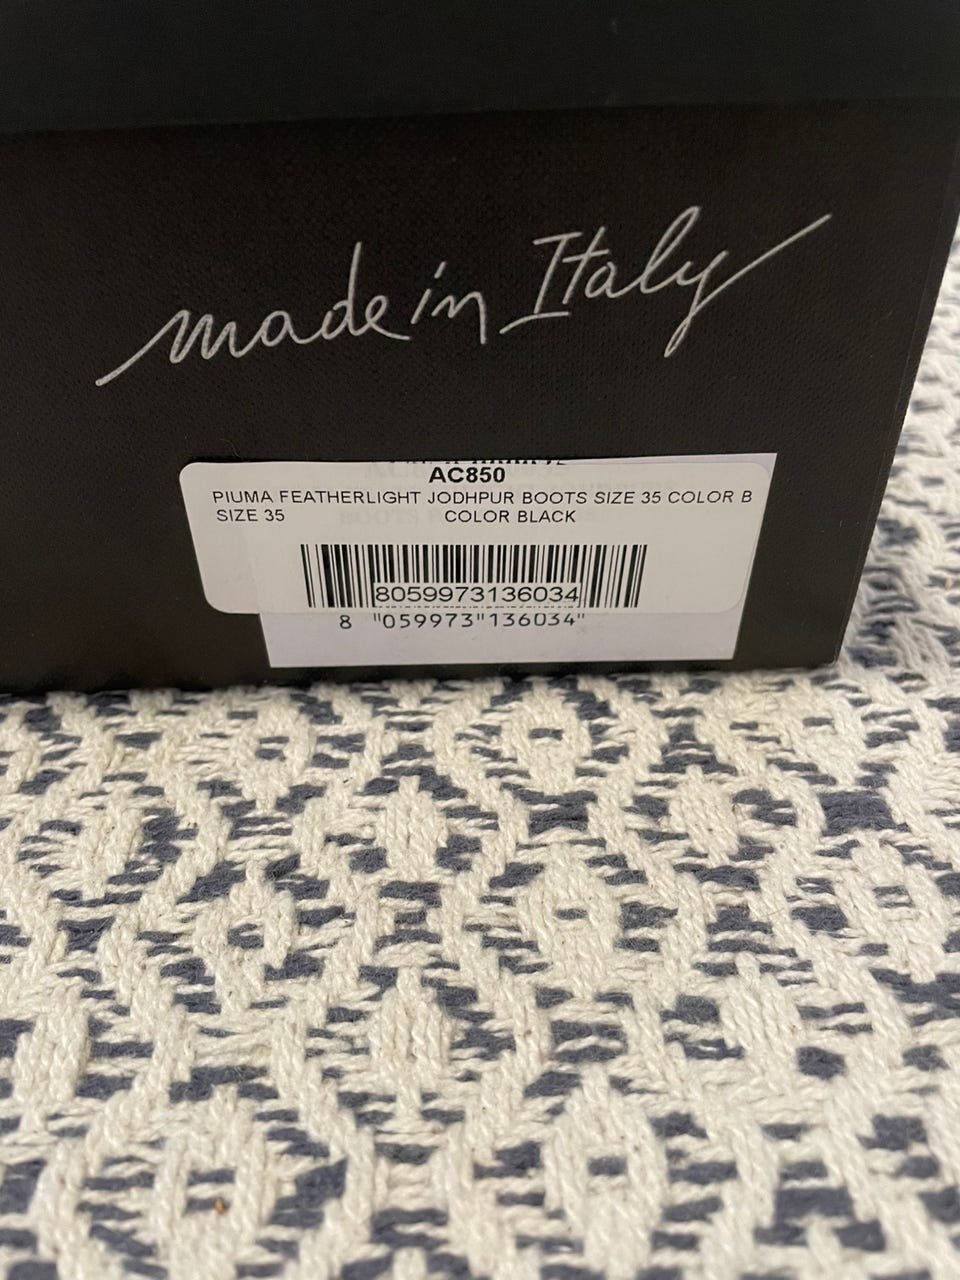 made in Italy
AC850
PIUMA FEATHERLIGHT JODHPUR BOOTS SIZE 35 COLOR B
SIZE 35 COLOR BLACK
8059973136034
8 "059973"136034"